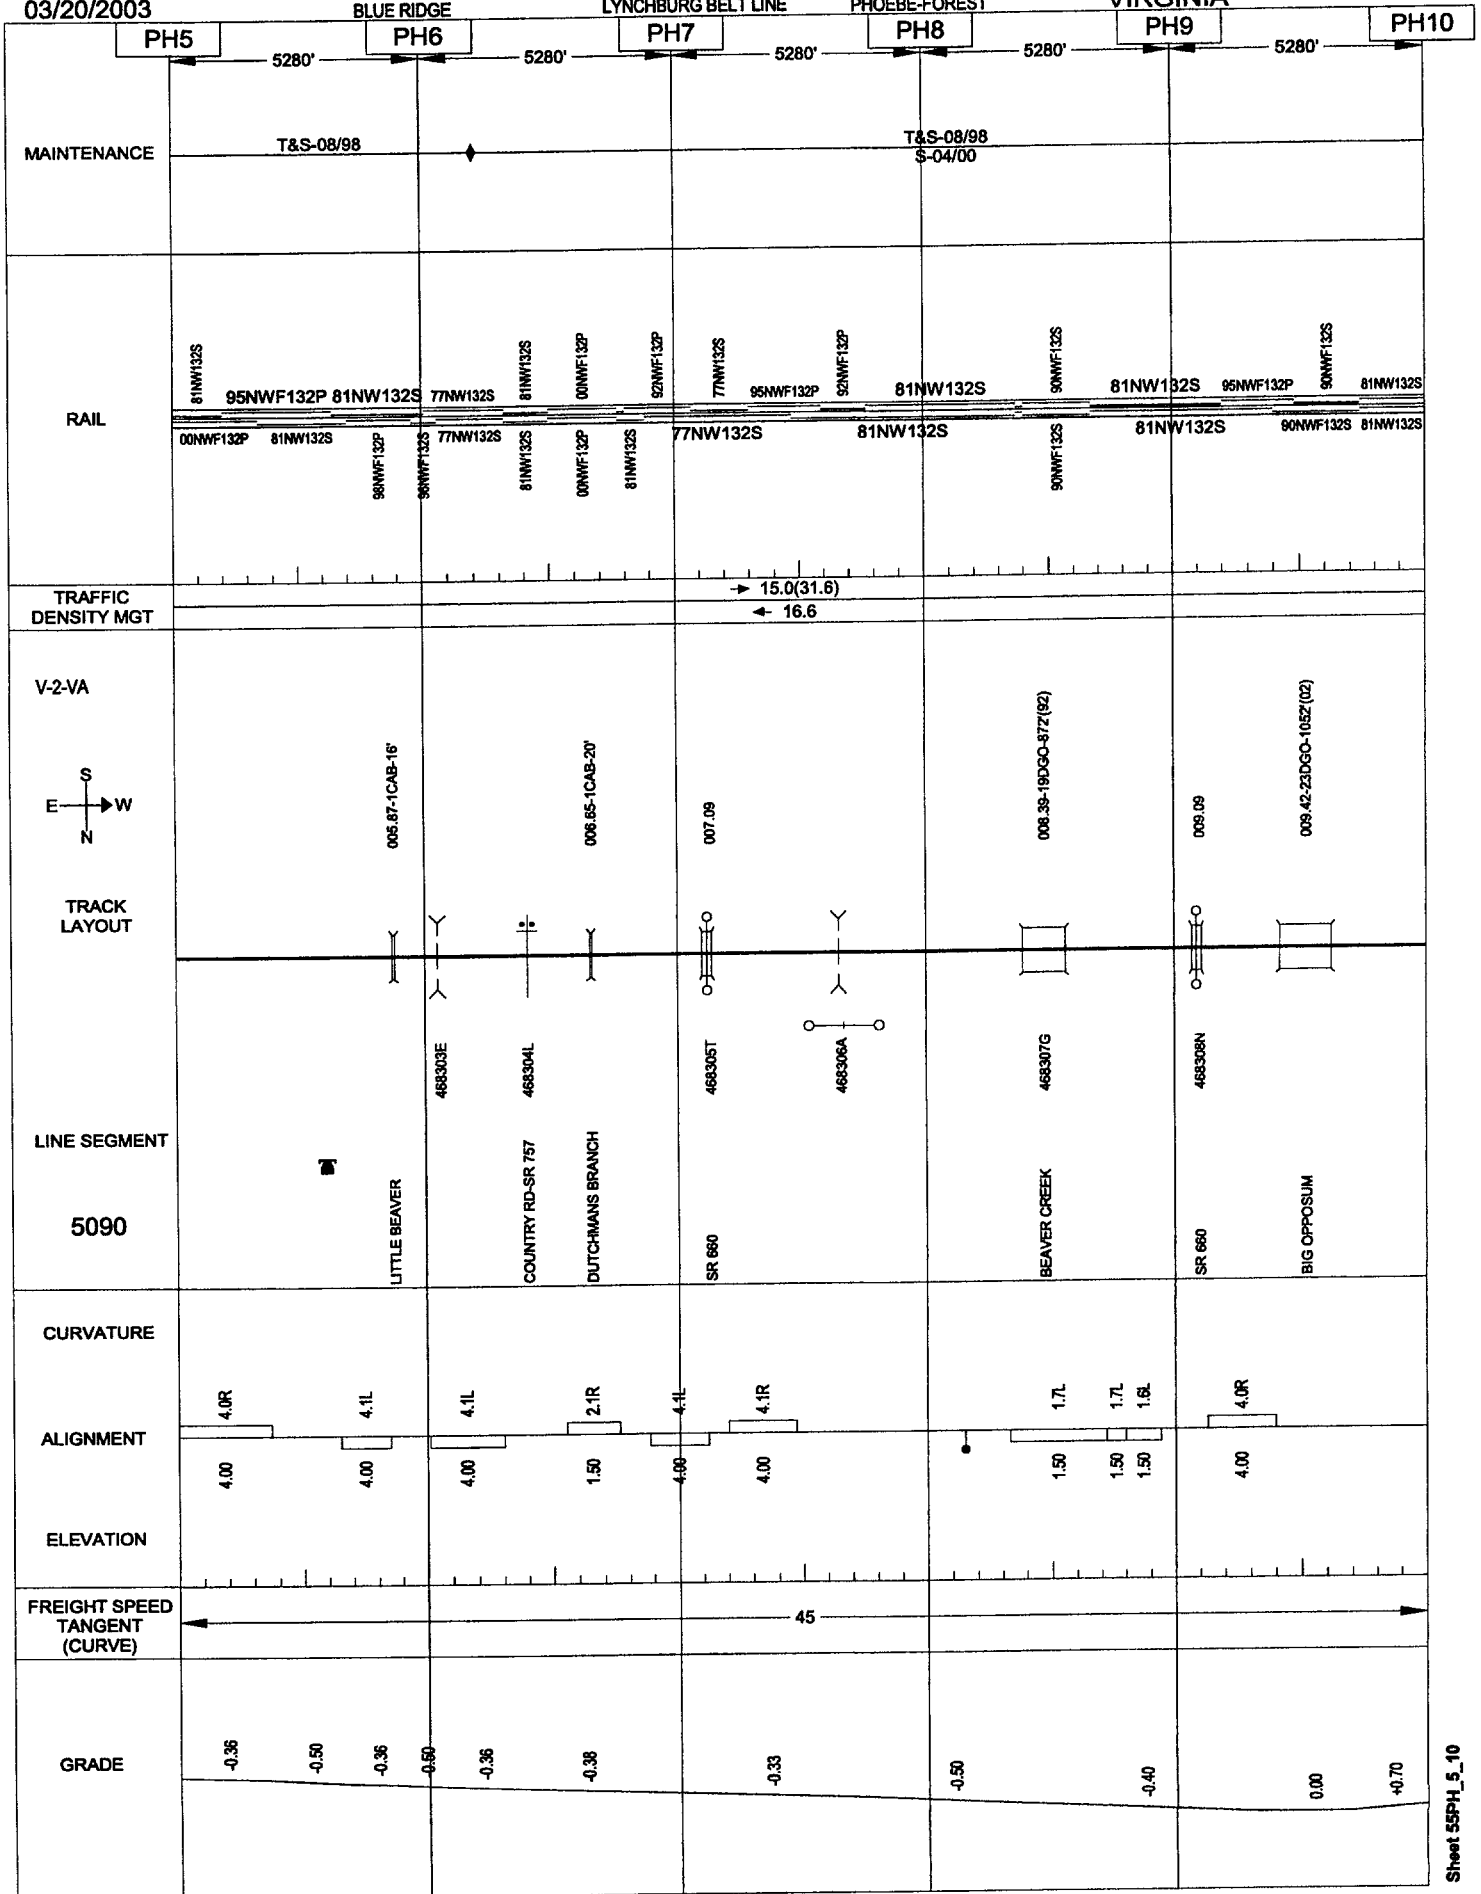 03/20/2003
BLUE RIDGE
LYNCHBURG BELT LINE
PHOEBE-FOREST
VIRGINIA
PH5 PH6 PH7 PH8 PH9 PH10
5280' 5280' 5280' 5280' 5280'
MAINTENANCE
T&S-08/98
T&S-08/98
S-04/00
RAIL
81NW132S
95NWF132P
81NW132S
77NW132S
81NW132S
00NWF132P
92NWF132P
77NW132S
95NWF132P
92NWF132P
81NW132S
90NWF132S
81NW132S
95NWF132P
90NWF132S
81NW132S
00NWF132P
81NW132S
98NWF132P
98NWF132S
77NW132S
81NW132S
00NWF132P
81NW132S
77NW132S
81NW132S
90NWF132S
81NW132S
90NWF132S
81NW132S
TRAFFIC
DENSITY MGT
15.0(31.6)
16.6
V-2-VA
S
E W
N
005.87-1CAB-16'
006.65-1CAB-20'
007.09
008.39-19DGO-872'(92)
009.09
009.42-23DGO-1052'(02)
TRACK
LAYOUT
468303E
468304L
468305T
468306A
468307G
468308N
LINE SEGMENT
5090
LITTLE BEAVER
COUNTRY RD-SR 757
DUTCHMANS BRANCH
SR 660
BEAVER CREEK
SR 660
BIG OPPOSUM
CURVATURE
4.0R 4.1L 4.1L 2.1R 4.1L 4.1R 1.7L 1.7L 1.6L 4.0R
ALIGNMENT
4.00 4.00 4.00 1.50 4.00 4.00 1.50 1.50 1.50 4.00
ELEVATION
FREIGHT SPEED
TANGENT
(CURVE)
45
GRADE
-0.36 -0.50 -0.36 -0.50 -0.36 -0.38 -0.33 -0.50 -0.40 0.00 +0.70
Sheet 55PH_5_10